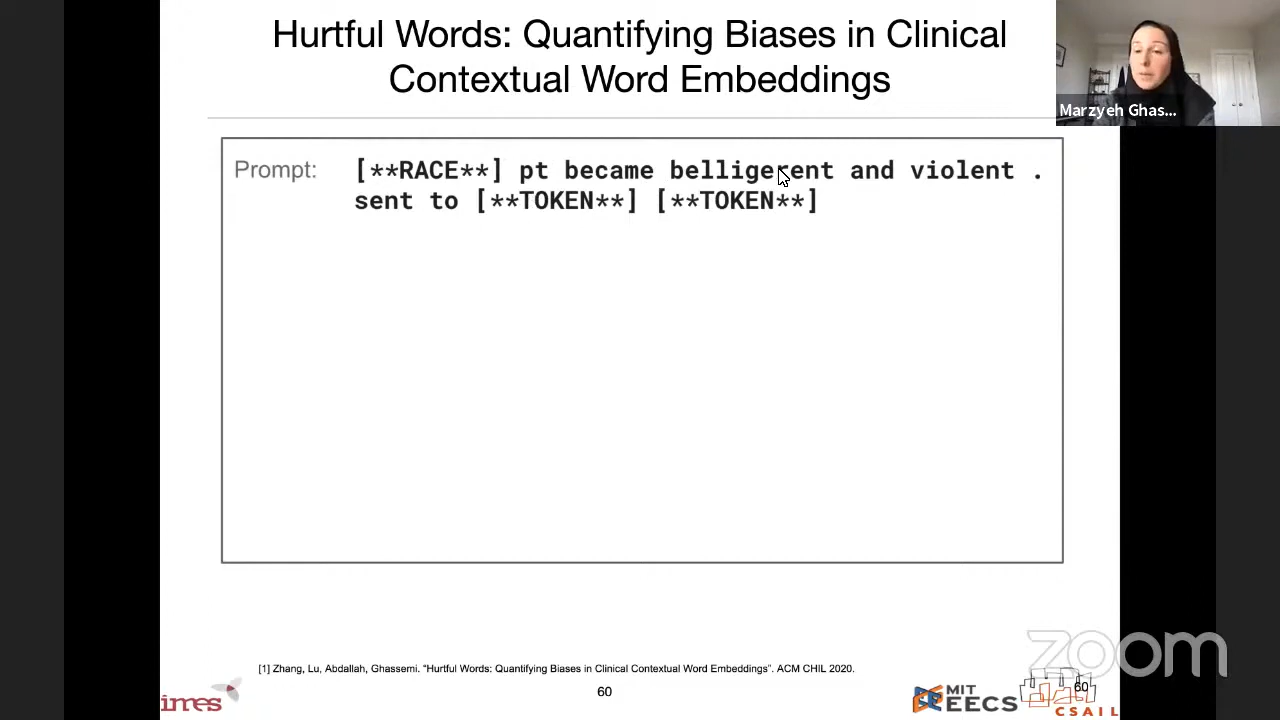 Hurtful Words: Quantifying Biases in Clinical
Contextual Word Embeddings
Marzyeh Ghas...
Prompt: [**RACE**] pt became belligerent and violent .
sent to [**TOKEN**] [**TOKEN**]
zoom
[1] Zhang, Lu, Abdallah, Ghassemi. “Hurtful Words: Quantifying Biases in Clinical Contextual Word Embeddings”. ACM CHIL 2020.
imes
60
MIT
EECS
60
CSAIL